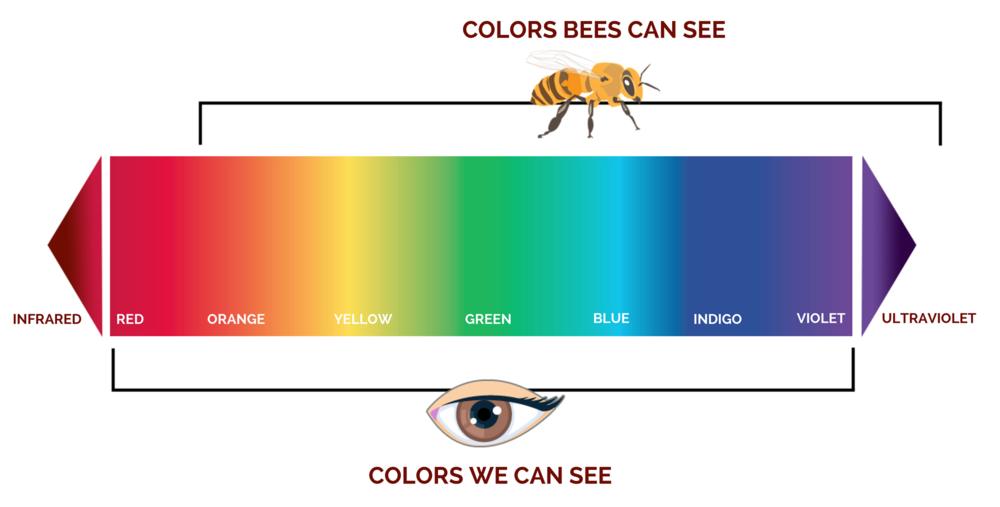 COLORS BEES CAN SEE
INFRARED RED ORANGE YELLOW GREEN BLUE INDIGO VIOLET ULTRAVIOLET
COLORS WE CAN SEE